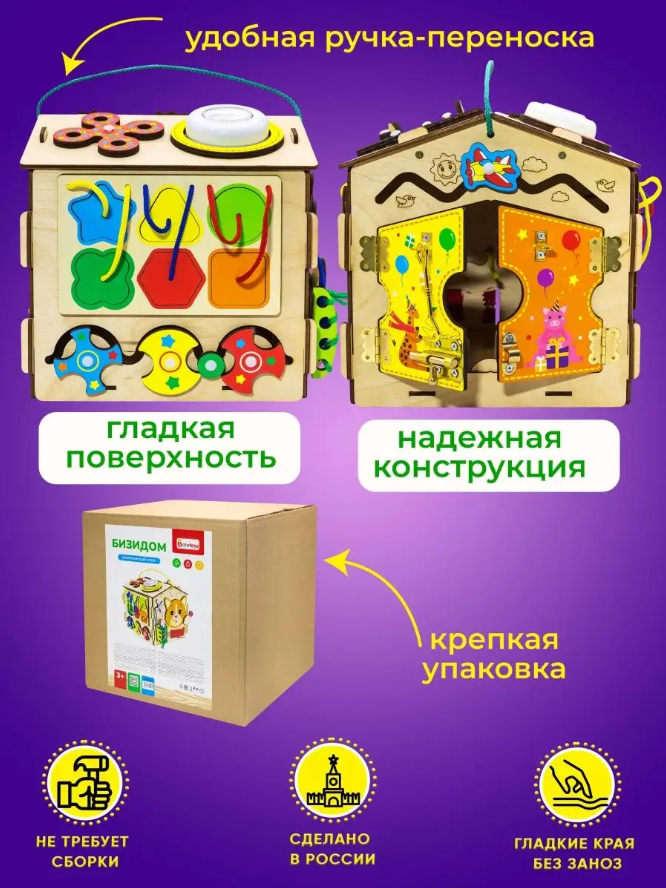 удобная ручка-переноска
гладкая
поверхность
надежная
конструкция
БИЗИДОМ
3+
крепкая
упаковка
НЕ ТРЕБУЕТ
СБОРКИ
СДЕЛАНО
В РОССИИ
ГЛАДКИЕ КРАЯ
БЕЗ ЗАНОЗ